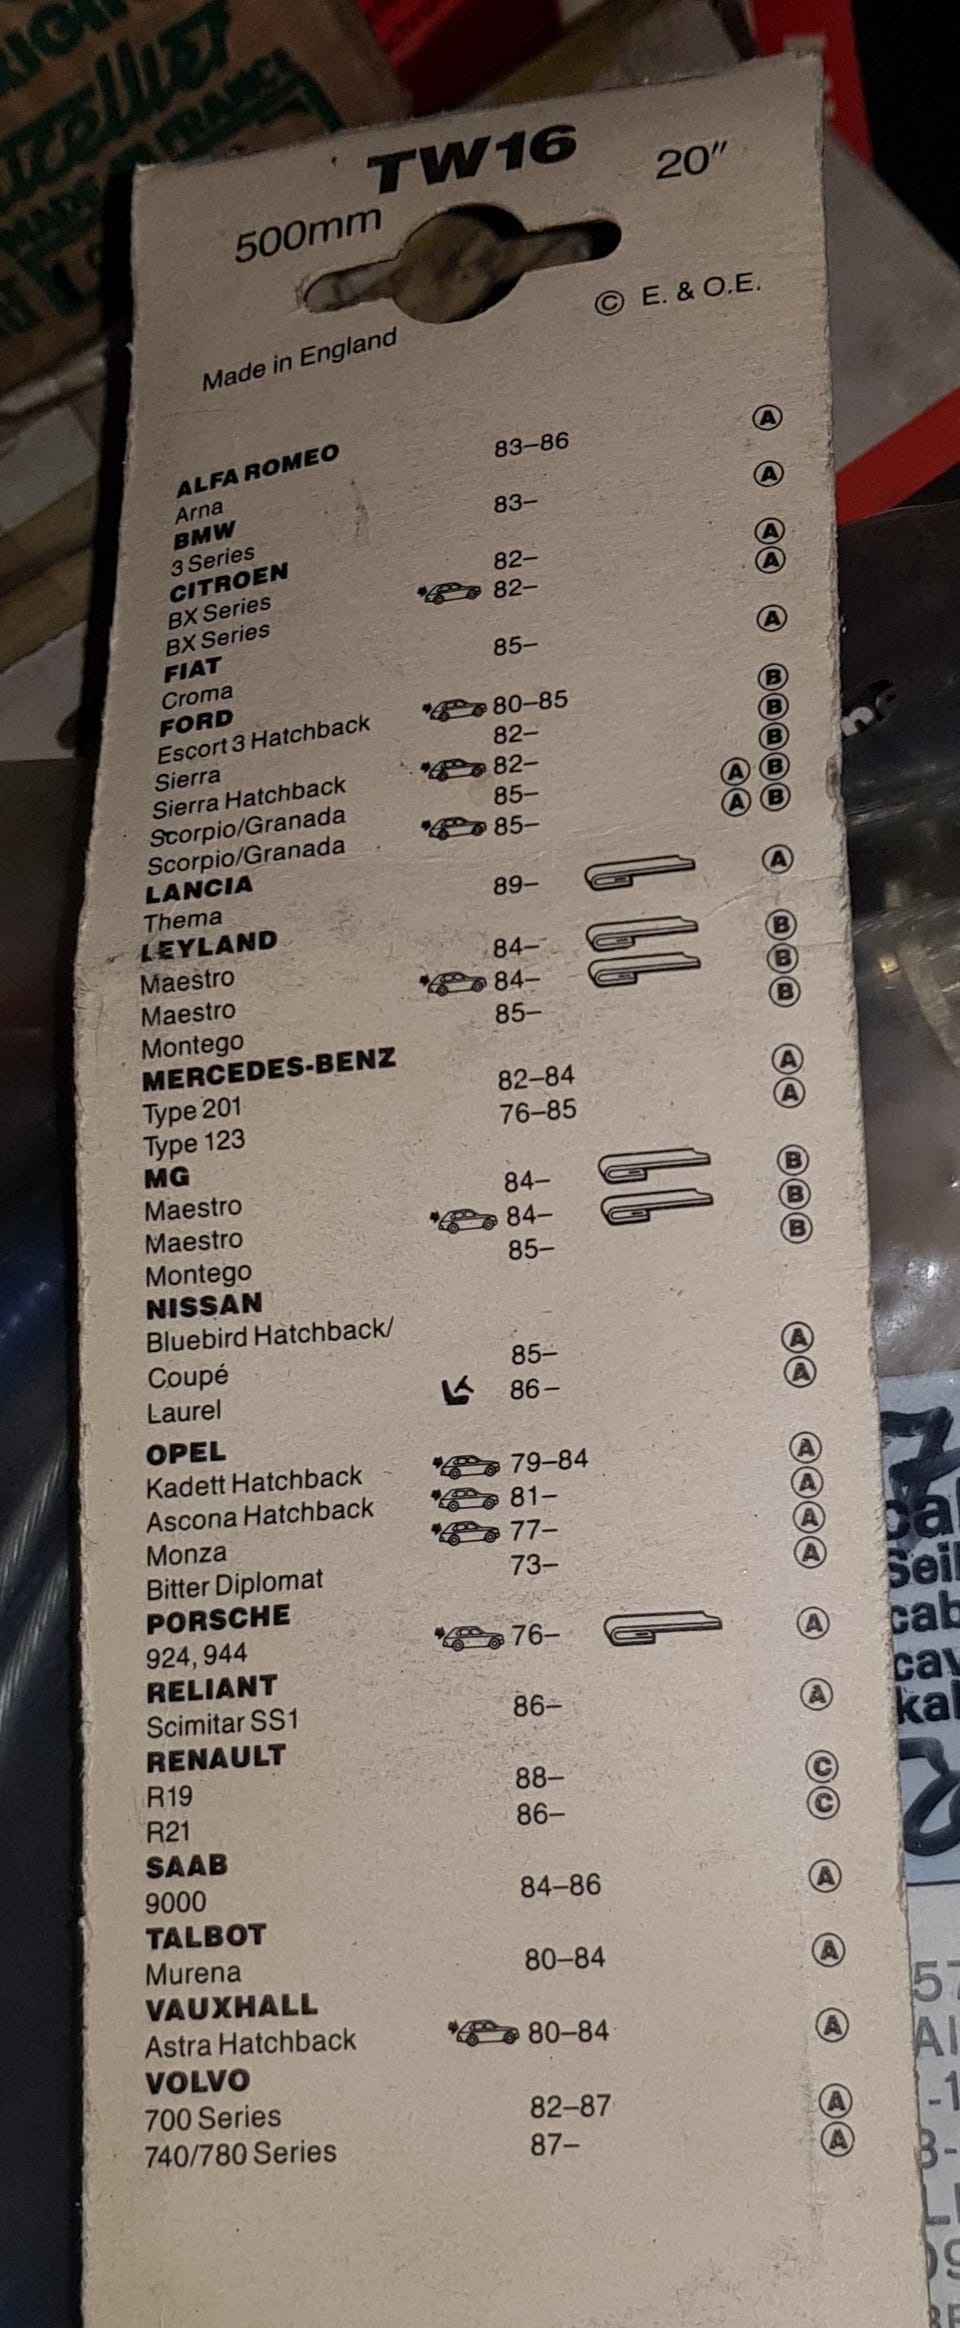 TW16
500mm 20"
© E. & O.E.
Made in England
ALFA ROMEO
Arna 83–86 Ⓐ
BMW
3 Series 83– Ⓐ
CITROEN
BX Series 82– Ⓐ
BX Series 82– Ⓐ
FIAT
Croma 85– Ⓐ
FORD
Escort 3 Hatchback 80–85 Ⓑ
Sierra 82– Ⓑ
Sierra Hatchback 82– Ⓑ
Scorpio/Granada 85– Ⓐ Ⓑ
Scorpio/Granada 85– Ⓐ Ⓑ
LANCIA
Thema 89– Ⓐ
LEYLAND
Maestro 84– Ⓑ
Maestro 84– Ⓑ
Montego 85– Ⓑ
MERCEDES-BENZ
Type 201 82–84 Ⓐ
Type 123 76–85 Ⓐ
MG
Maestro 84– Ⓑ
Maestro 84– Ⓑ
Montego 85– Ⓑ
NISSAN
Bluebird Hatchback/
Coupé 85– Ⓐ
Laurel 86– Ⓐ
OPEL
Kadett Hatchback 79–84 Ⓐ
Ascona Hatchback 81– Ⓐ
Monza 77– Ⓐ
Bitter Diplomat 73– Ⓐ
PORSCHE
924, 944 76– Ⓐ
RELIANT
Scimitar SS1 86– Ⓐ
RENAULT
R19 88– Ⓒ
R21 86– Ⓒ
SAAB
9000 84–86 Ⓐ
TALBOT
Murena 80–84 Ⓐ
VAUXHALL
Astra Hatchback 80–84 Ⓐ
VOLVO
700 Series 82–87 Ⓐ
740/780 Series 87– Ⓐ